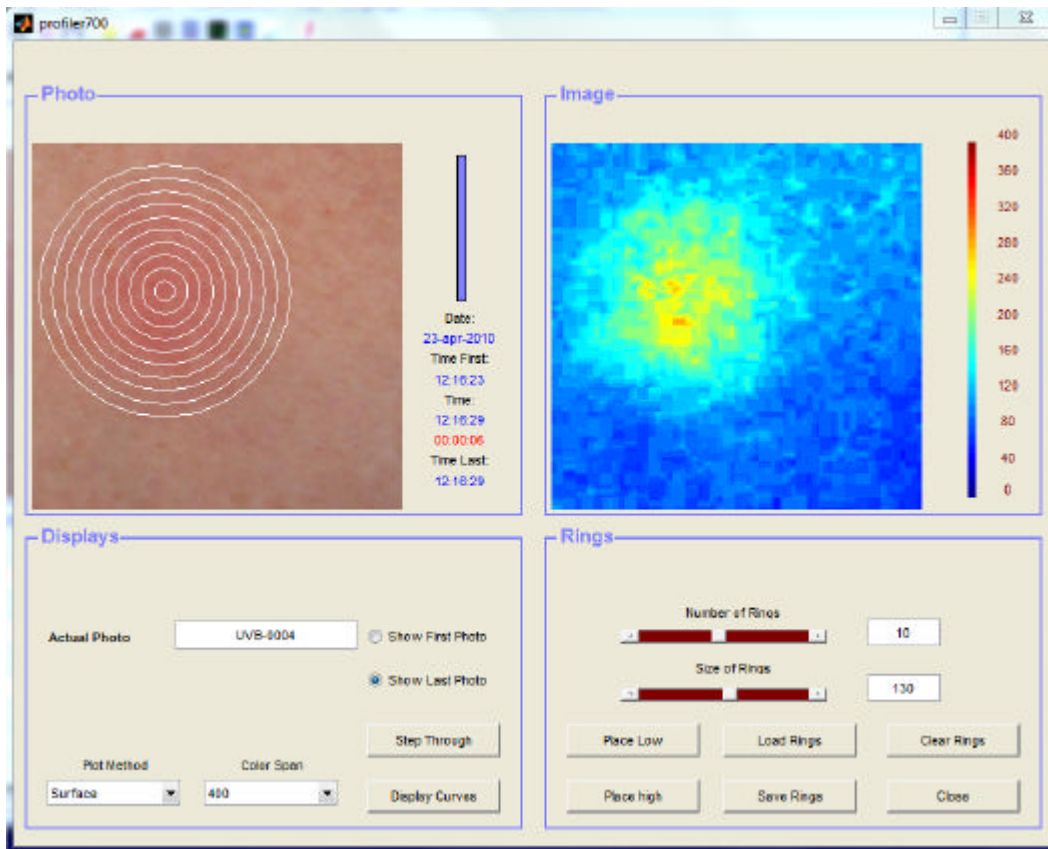 profiler700
Photo
Date:
23-apr-2010
Time First:
12:16:23
Time:
12:16:29
00:00:06
Time Last:
12:16:29
Image
400
360
320
280
240
200
160
120
80
40
0
Displays
Actual Photo
UVB-0004
Show First Photo
Show Last Photo
Step Through
Plot Method
Color Span
Surface
400
Display Curves
Rings
Number of Rings
10
Size of Rings
130
Place Low
Load Rings
Clear Rings
Place high
Save Rings
Close